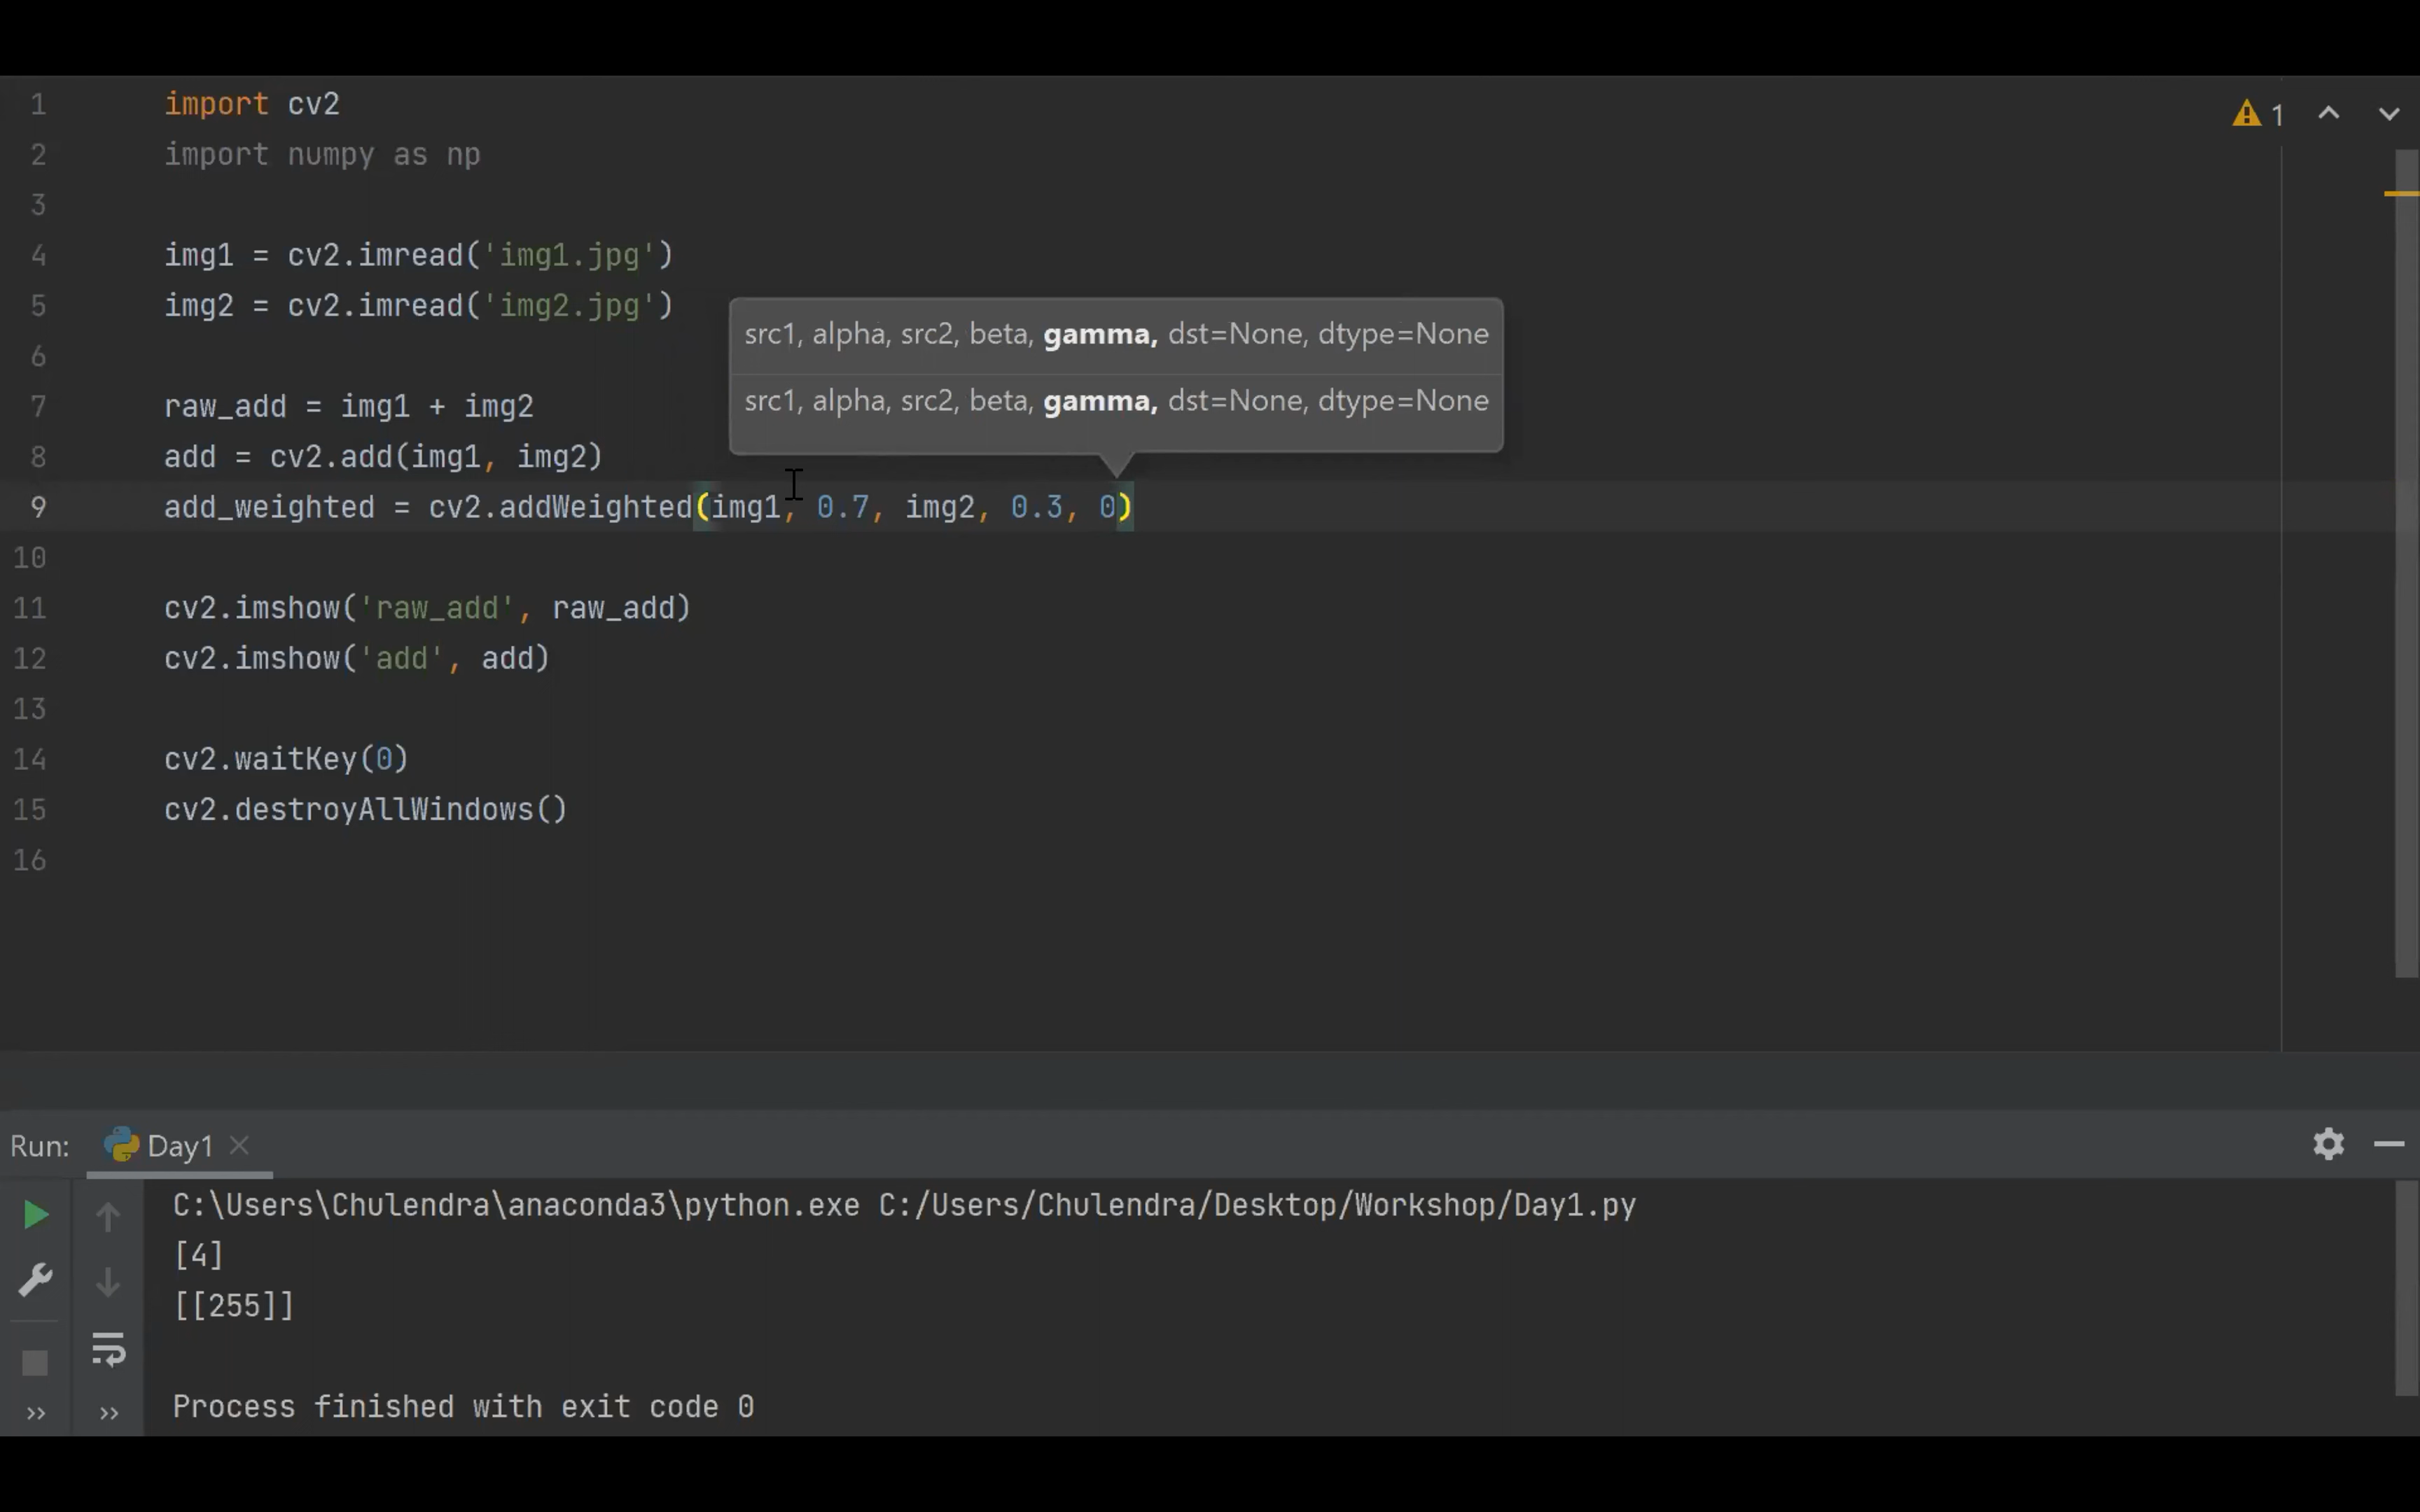 1 import cv2
2 import numpy as np
3
4 img1 = cv2.imread('img1.jpg')
5 img2 = cv2.imread('img2.jpg')
src1, alpha, src2, beta, gamma, dst=None, dtype=None
6
7 raw_add = img1 + img2
src1, alpha, src2, beta, gamma, dst=None, dtype=None
8 add = cv2.add(img1, img2)
9 add_weighted = cv2.addWeighted(img1, 0.7, img2, 0.3, 0)
10
11 cv2.imshow('raw_add', raw_add)
12 cv2.imshow('add', add)
13
14 cv2.waitKey(0)
15 cv2.destroyAllWindows()
16
1
Run: Day1
C:\Users\Chulendra\anaconda3\python.exe C:/Users/Chulendra/Desktop/Workshop/Day1.py
[4]
[[255]]
Process finished with exit code 0